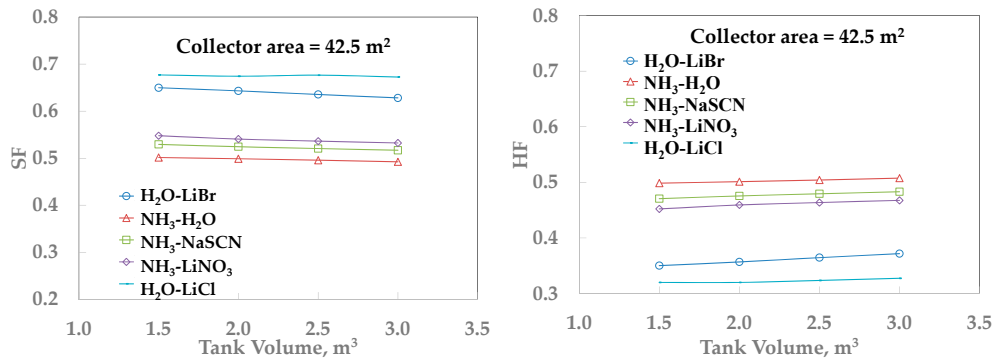 0.8
0.7
0.6
0.5
0.4
0.3
0.2
SF
Collector area = 42.5 m²
H₂O-LiBr
NH₃-H₂O
NH₃-NaSCN
NH₃-LiNO₃
H₂O-LiCl
1.0 1.5 2.0 2.5 3.0 3.5
Tank Volume, m³
0.8
0.7
0.6
0.5
0.4
0.3
HF
Collector area = 42.5 m²
H₂O-LiBr
NH₃-H₂O
NH₃-NaSCN
NH₃-LiNO₃
H₂O-LiCl
1.0 1.5 2.0 2.5 3.0 3.5
Tank Volume, m³